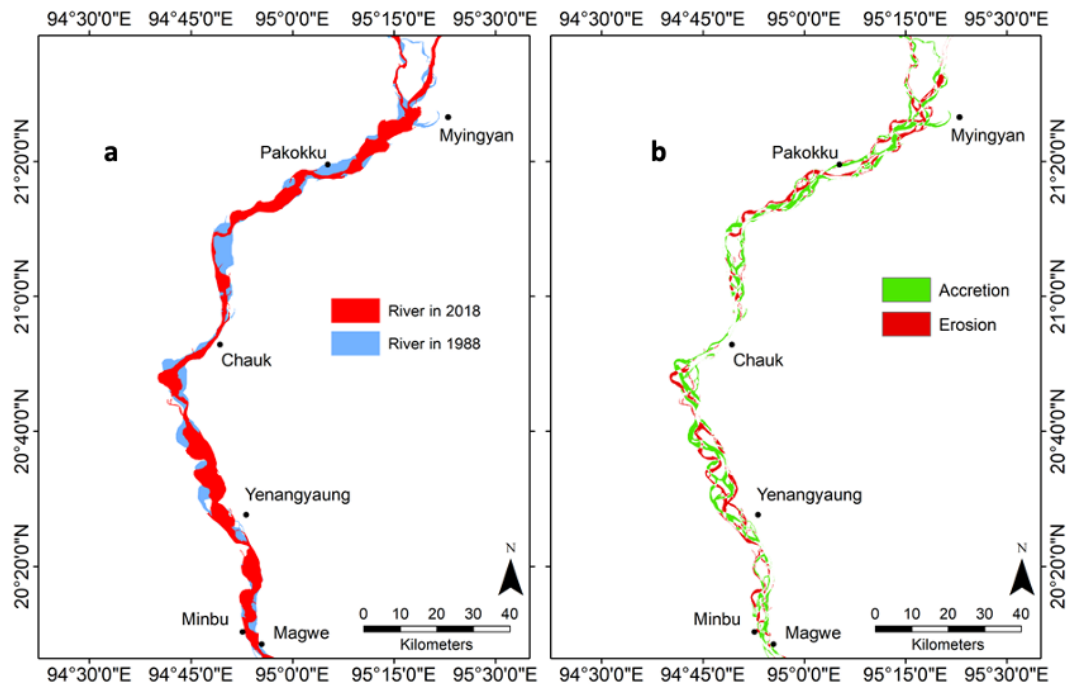 94°30'0"E 94°45'0"E 95°0'0"E 95°15'0"E 95°30'0"E
94°30'0"E 94°45'0"E 95°0'0"E 95°15'0"E 95°30'0"E
21°20'0"N
21°0'0"N
20°40'0"N
20°20'0"N
a
Myingyan
Pakokku
River in 2018
River in 1988
Chauk
Yenangyaung
N
Minbu
Magwe
0 10 20 30 40
Kilometers
b
Myingyan
Pakokku
Accretion
Erosion
Chauk
Yenangyaung
N
Minbu
Magwe
0 10 20 30 40
Kilometers
21°20'0"N
21°0'0"N
20°40'0"N
20°20'0"N
94°30'0"E 94°45'0"E 95°0'0"E 95°15'0"E 95°30'0"E
94°30'0"E 94°45'0"E 95°0'0"E 95°15'0"E 95°30'0"E